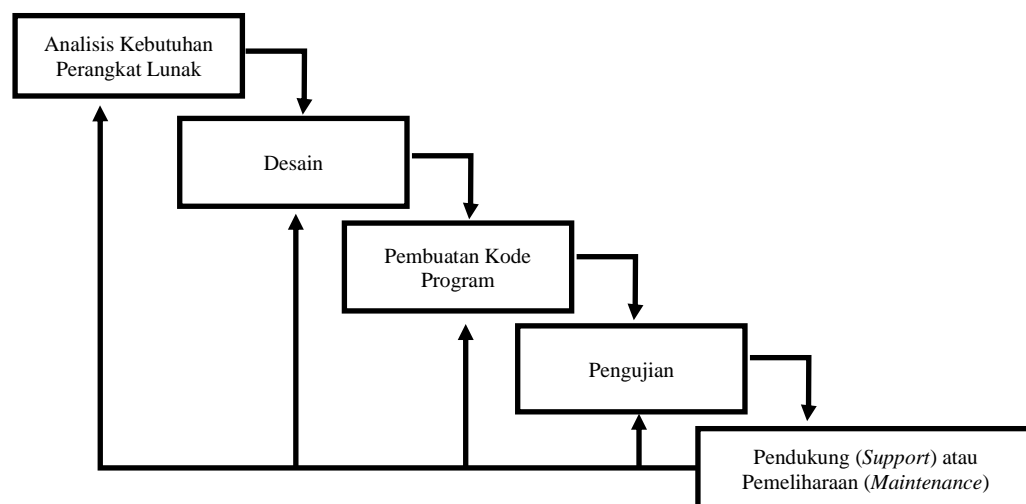 Analisis Kebutuhan
Perangkat Lunak
Desain
Pembuatan Kode
Program
Pengujian
Pendukung (Support) atau
Pemeliharaan (Maintenance)